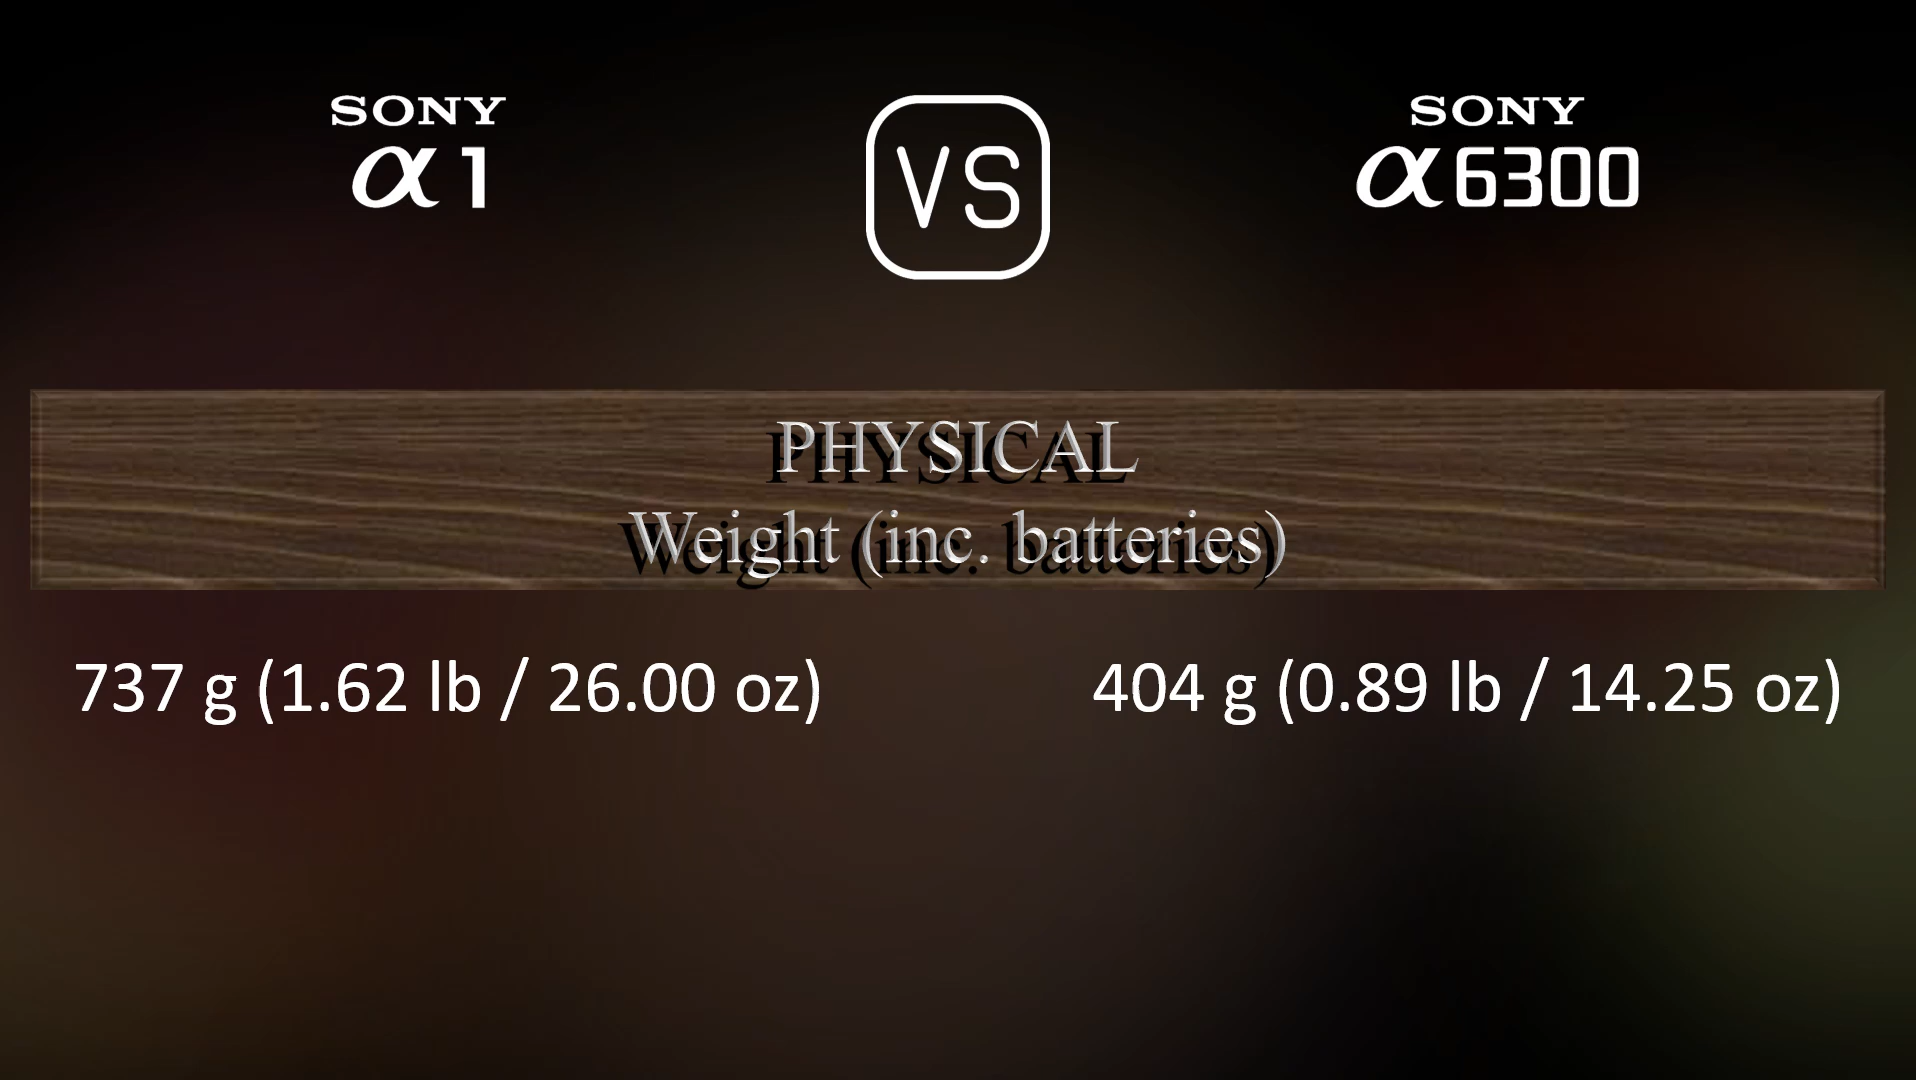 SONY
α1
VS
SONY
α6300
PHYSICAL
Weight (inc. batteries)
737 g (1.62 lb / 26.00 oz)
404 g (0.89 lb / 14.25 oz)